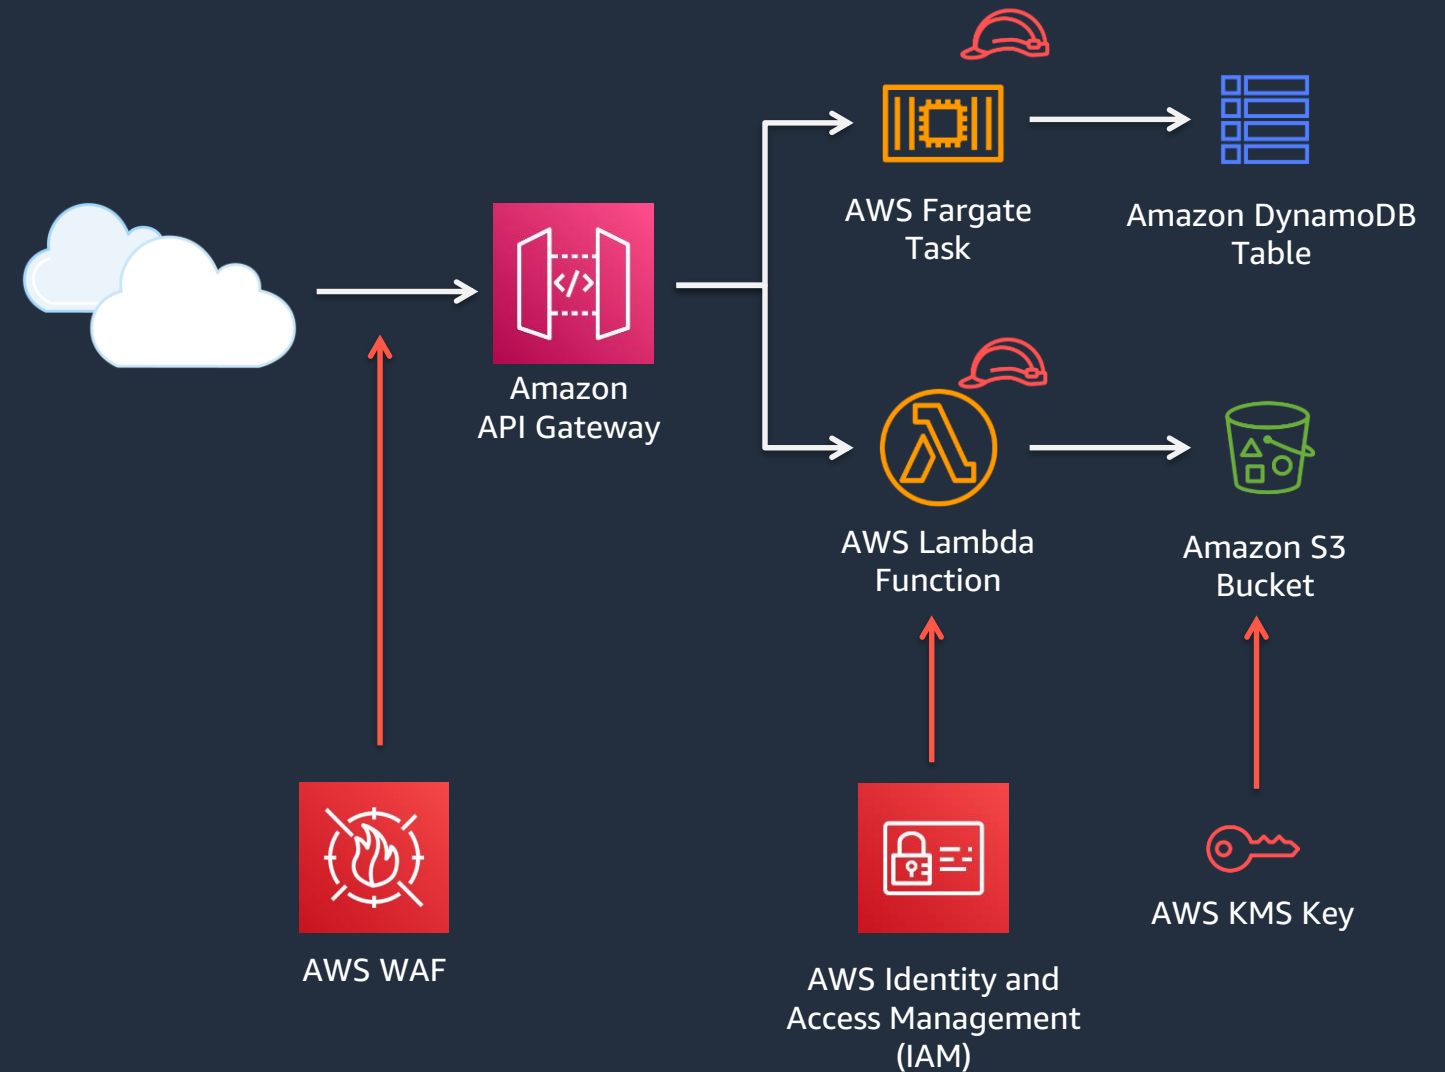 AWS Fargate
Task
Amazon DynamoDB
Table
</>
Amazon
API Gateway
AWS Lambda
Function
Amazon S3
Bucket
AWS WAF
AWS Identity and
Access Management
(IAM)
AWS KMS Key